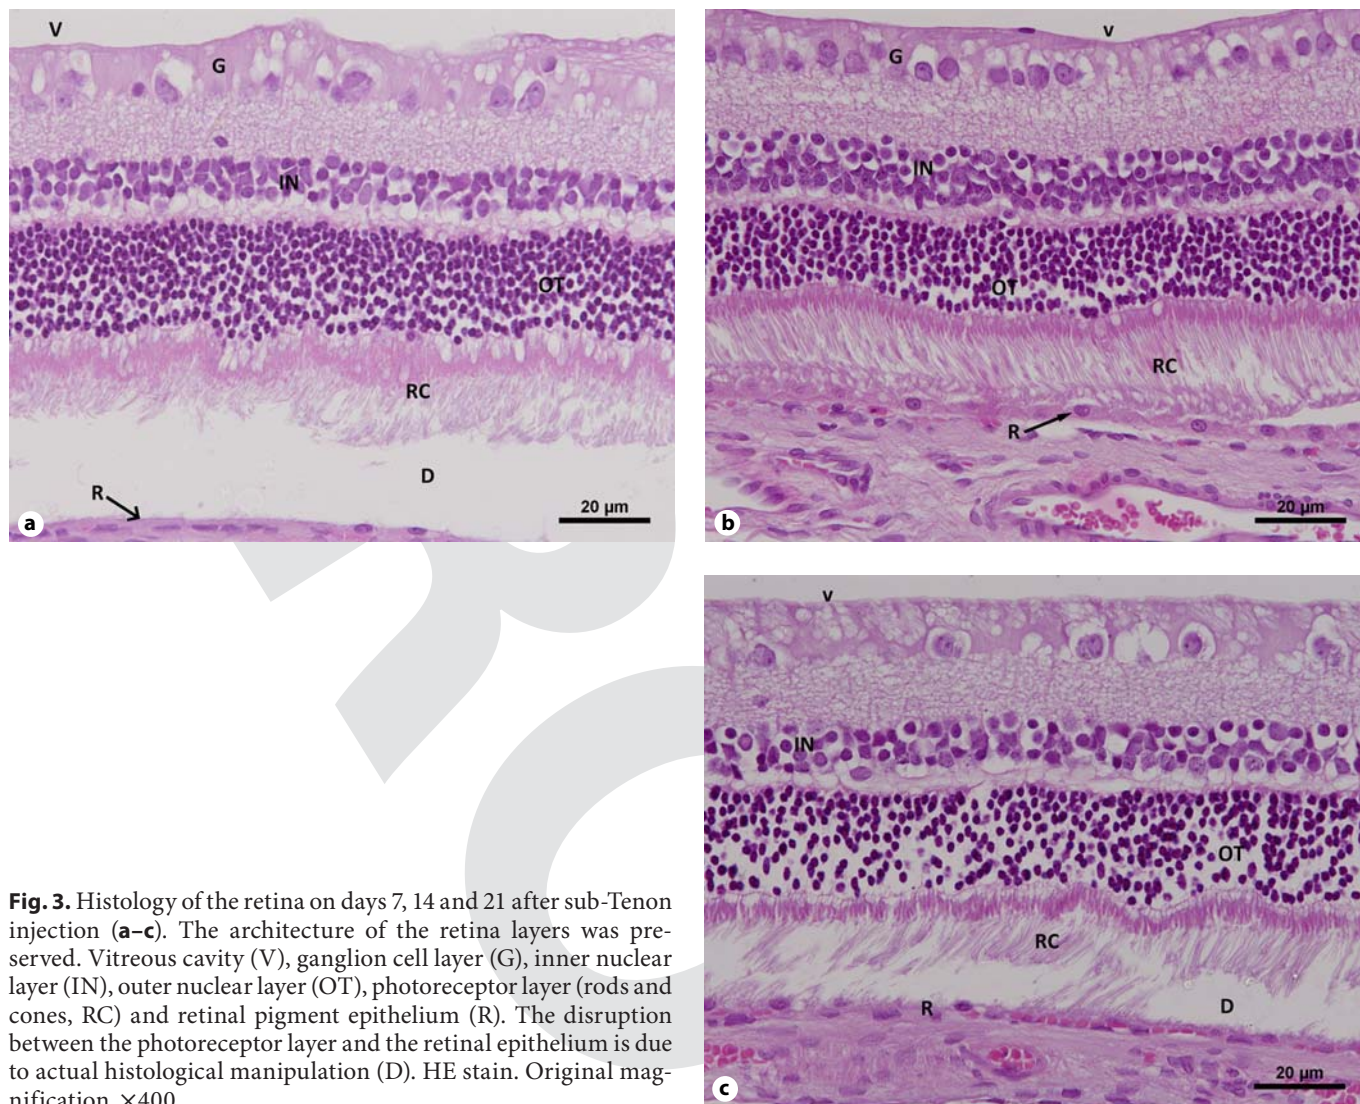 V
G
IN
OT
RC
D
R
20 µm
a
v
G
IN
OT
RC
R
20 µm
b
v
IN
OT
RC
R
D
20 µm
c
Fig. 3. Histology of the retina on days 7, 14 and 21 after sub-Tenon
injection (a–c). The architecture of the retina layers was pre-
served. Vitreous cavity (V), ganglion cell layer (G), inner nuclear
layer (IN), outer nuclear layer (OT), photoreceptor layer (rods and
cones, RC) and retinal pigment epithelium (R). The disruption
between the photoreceptor layer and the retinal epithelium is due
to actual histological manipulation (D). HE stain. Original mag-
nification. ×400.